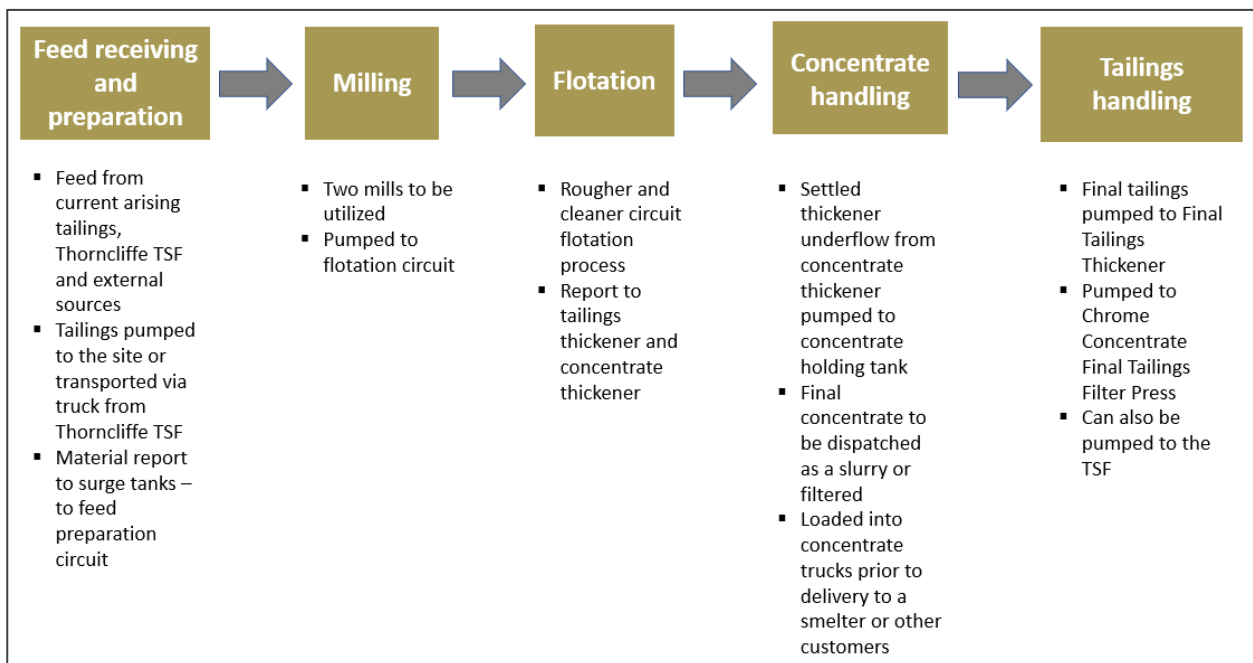 Feed receiving
and
preparation
Milling
Flotation
Concentrate
handling
Tailings
handling
▪ Feed from
current arising
tailings,
Thorncliffe TSF
and external
sources
▪ Tailings pumped
to the site or
transported via
truck from
Thorncliffe TSF
▪ Material report
to surge tanks –
to feed
preparation
circuit
▪ Two mills to be
utilized
▪ Pumped to
flotation circuit
▪ Rougher and
cleaner circuit
flotation
process
▪ Report to
tailings
thickener and
concentrate
thickener
▪ Settled
thickener
underflow from
concentrate
thickener
pumped to
concentrate
holding tank
▪ Final
concentrate to
be dispatched
as a slurry or
filtered
▪ Loaded into
concentrate
trucks prior to
delivery to a
smelter or other
customers
▪ Final tailings
pumped to Final
Tailings
Thickener
▪ Pumped to
Chrome
Concentrate
Final Tailings
Filter Press
▪ Can also be
pumped to the
TSF